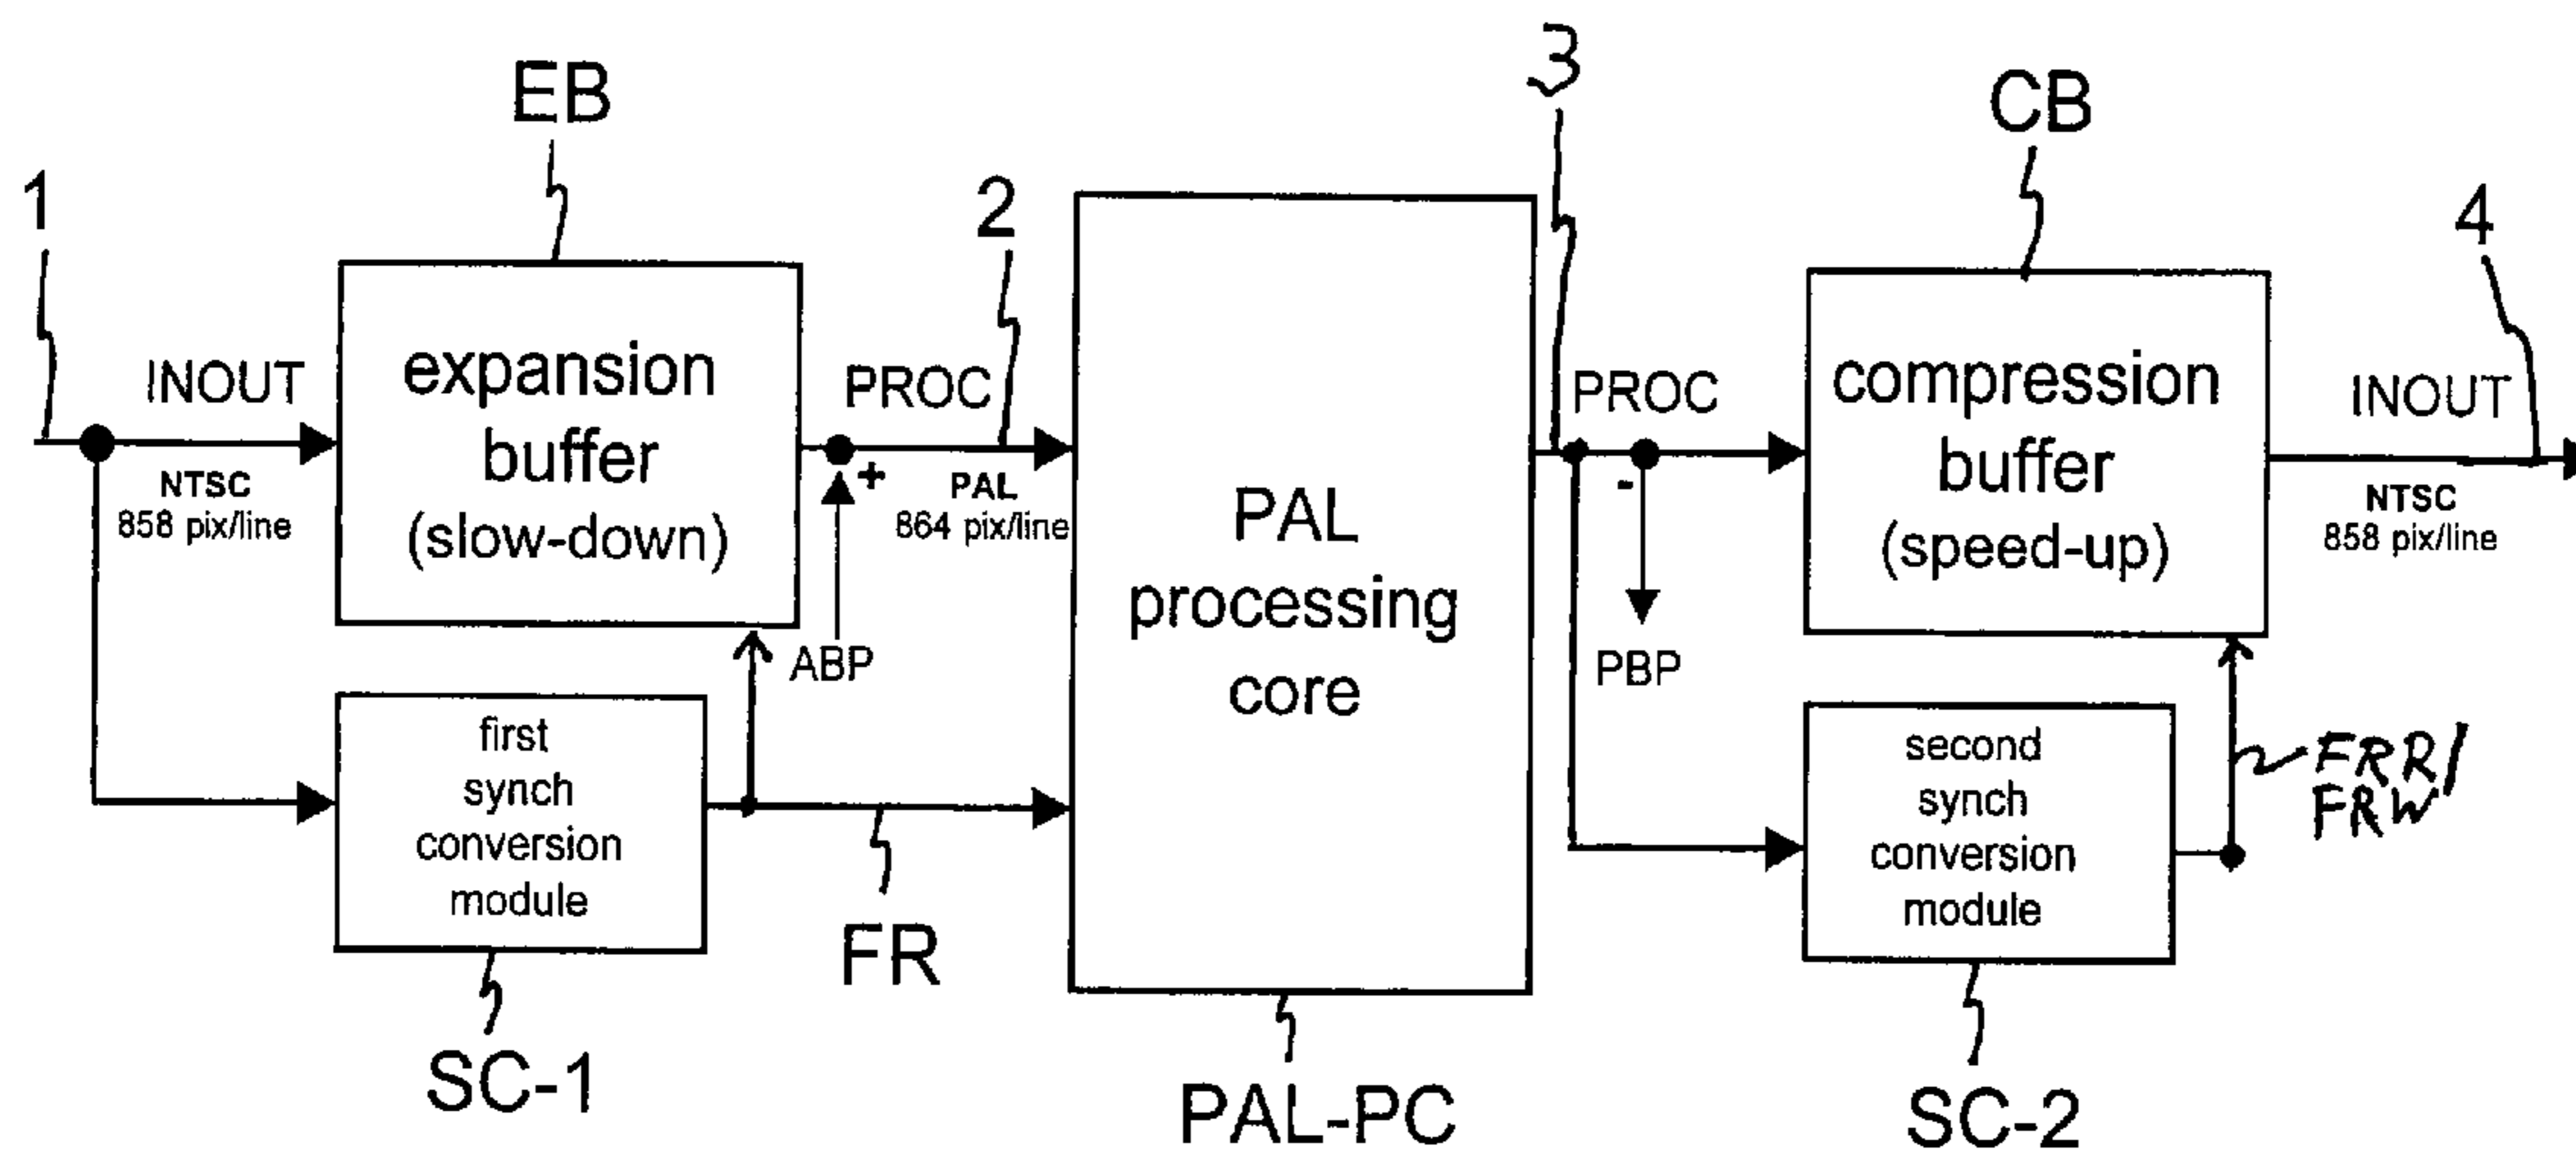 EB
3
CB
1
2
4
INOUT
NTSC
858 pix/line
expansion
buffer
(slow-down)
PROC
+
PAL
864 pix/line
ABP
PAL
processing
core
PROC
-
PBP
compression
buffer
(speed-up)
INOUT
NTSC
858 pix/line
first
synch
conversion
module
FR
second
synch
conversion
module
FRR/
FRW
SC-1
PAL-PC
SC-2